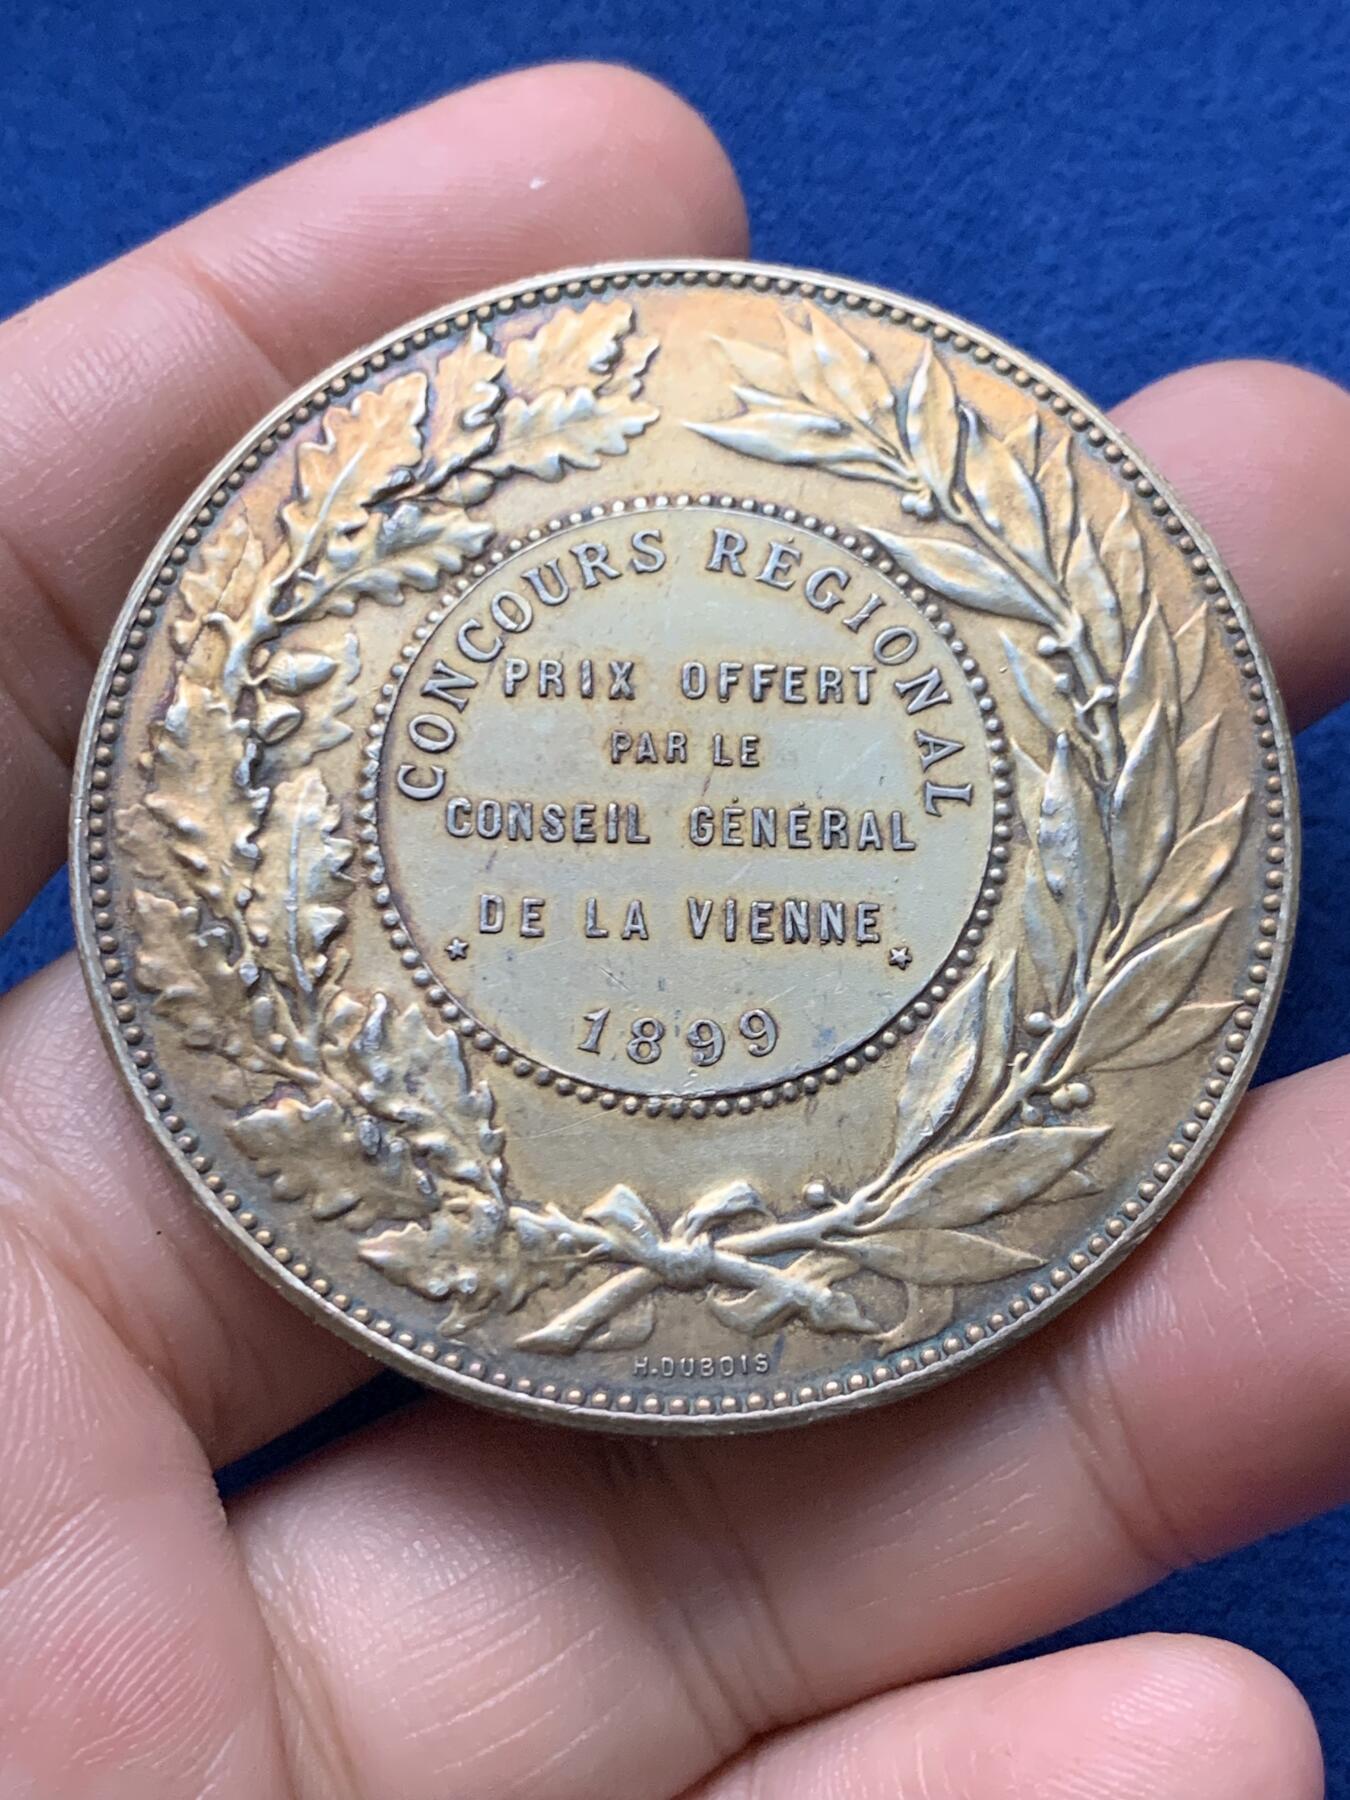 CONCOURS RÉGIONAL
PRIX OFFERT
PAR LE
CONSEIL GÉNÉRAL
DE LA VIENNE
1899
H.DUBOIS